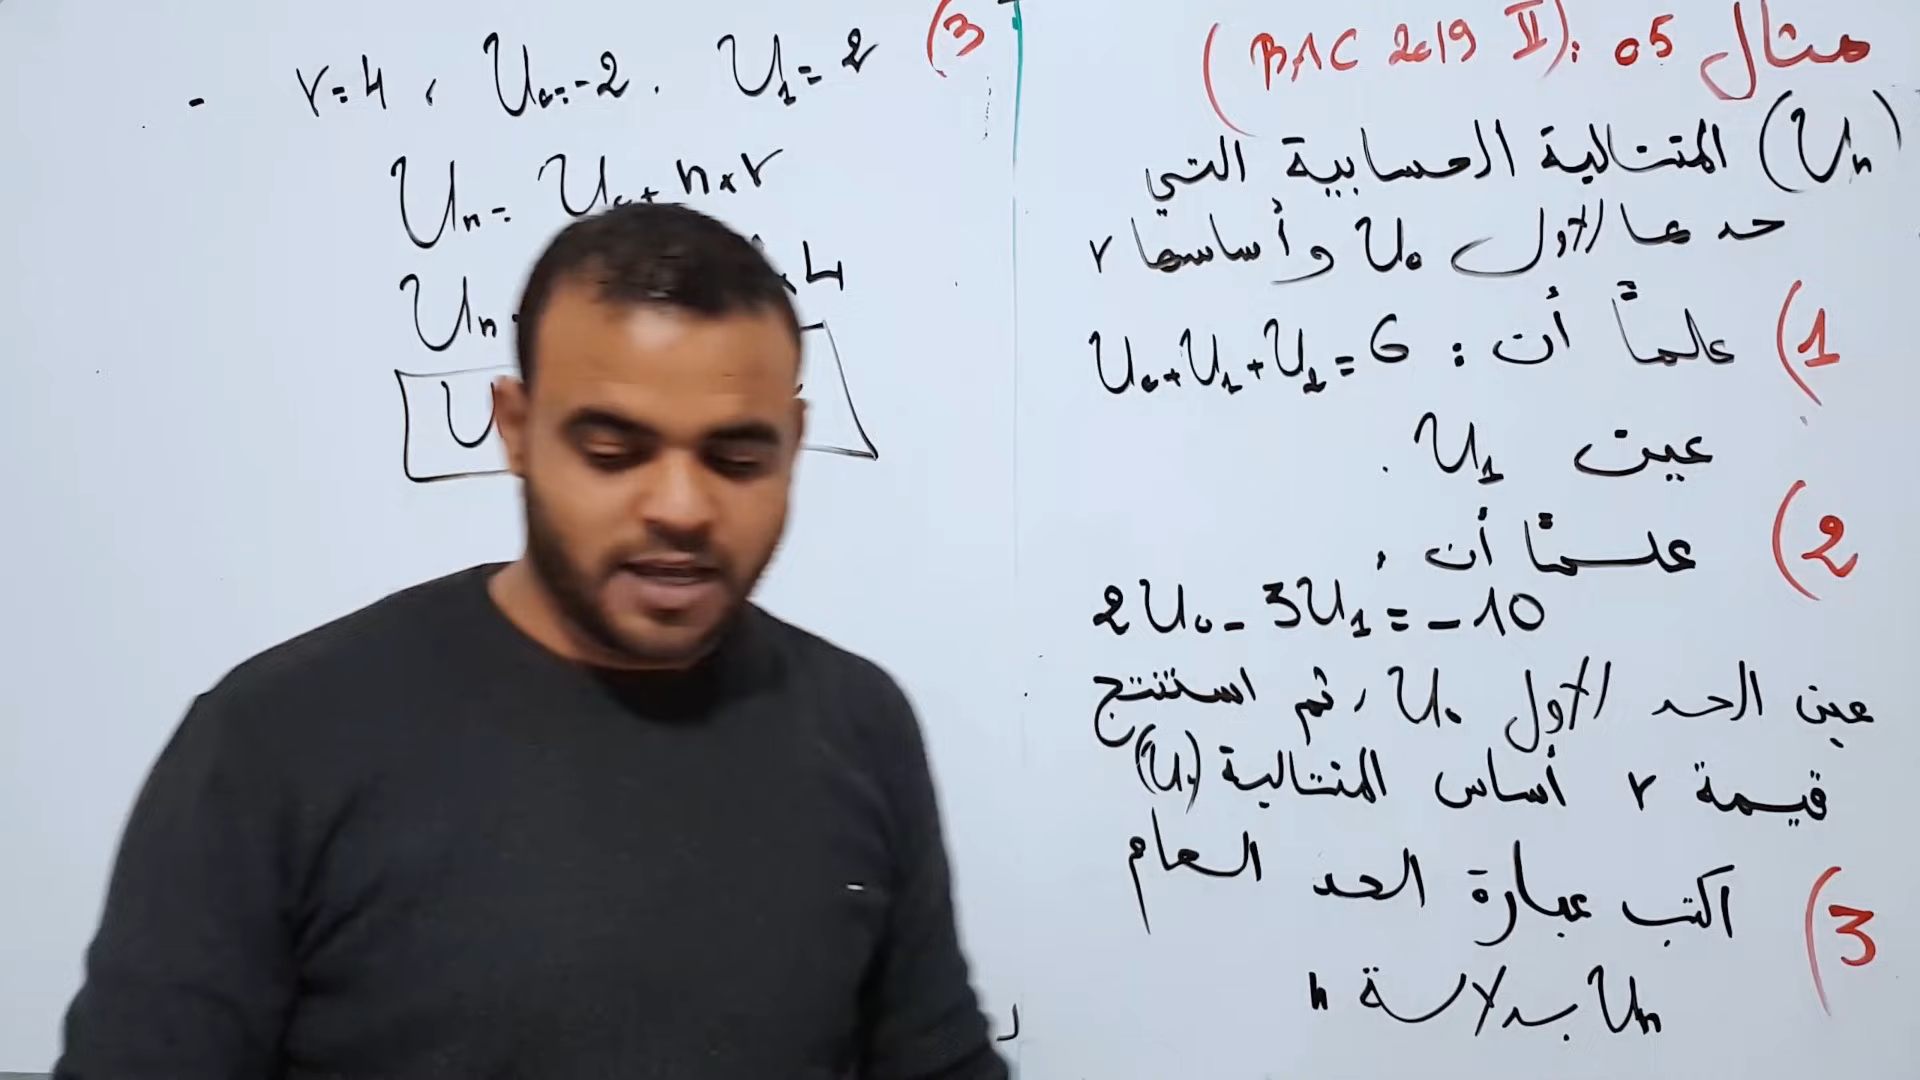 مثال 05 : (BAC 2019 II)
(Un) المتتالية الحسابية التي
حدها الأول U0 وأساسها r
1) علماً أن : U0+U1+U2=6
عين U1 .
2) علماً أن :
2U0 - 3U1 = -10
عين الحد الأول U0 ، ثم استنتج
قيمة r أساس المتتالية (Un)
3) اكتب عبارة الحد العام
Un بدلالة n
3) U1=2 . U0=-2 ، r=4
Un = U0 + n×r
Un 4
U